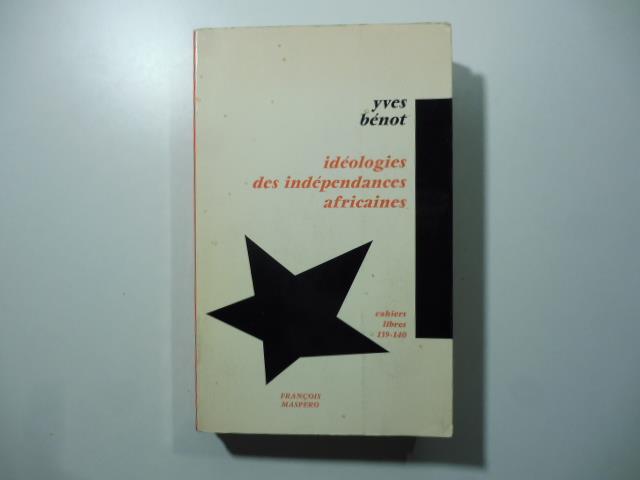 yves
bénot
idéologies
des indépendances
africaines
cahiers
libres
139-140
FRANÇOIS
MASPERO